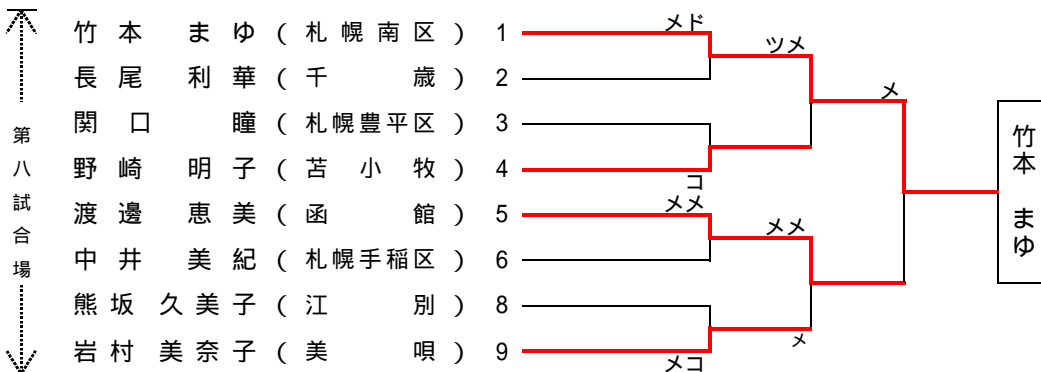 第八試合場
竹本 まゆ (札幌南区) 1
長尾 利華 (千歳) 2
関口 瞳 (札幌豊平区) 3
野崎 明子 (苫小牧) 4
渡邊 恵美 (函館) 5
中井 美紀 (札幌手稲区) 6
熊坂 久美子 (江別) 8
岩村 美奈子 (美唄) 9
メド
コ
メメ
メコ
ツメ
メメ
メ
メ
竹本 まゆ